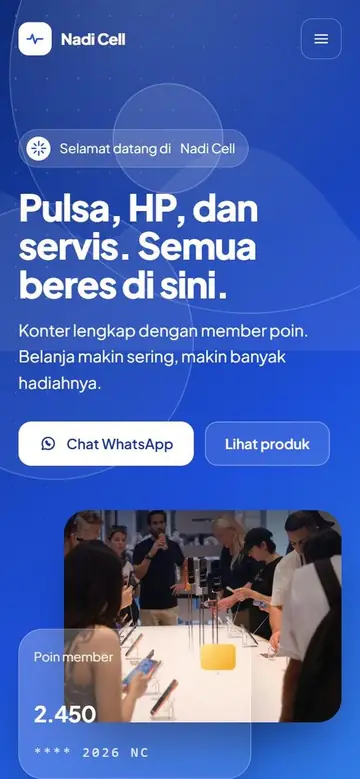 Nadi Cell
Selamat datang di Nadi Cell
Pulsa, HP, dan
servis. Semua
beres di sini.
Konter lengkap dengan member poin.
Belanja makin sering, makin banyak
hadiahnya.
Chat WhatsApp
Lihat produk
Poin member
2.450
**** 2026 NC